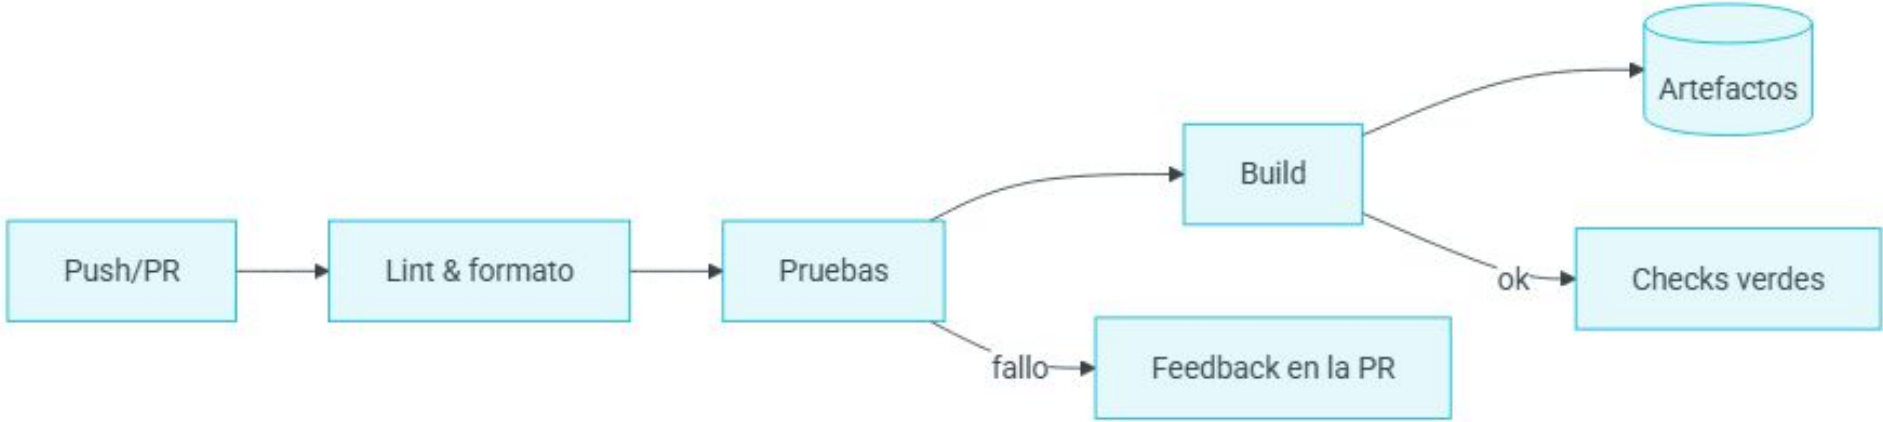 Push/PR
Lint & formato
Pruebas
Build
Artefactos
ok
Checks verdes
fallo
Feedback en la PR